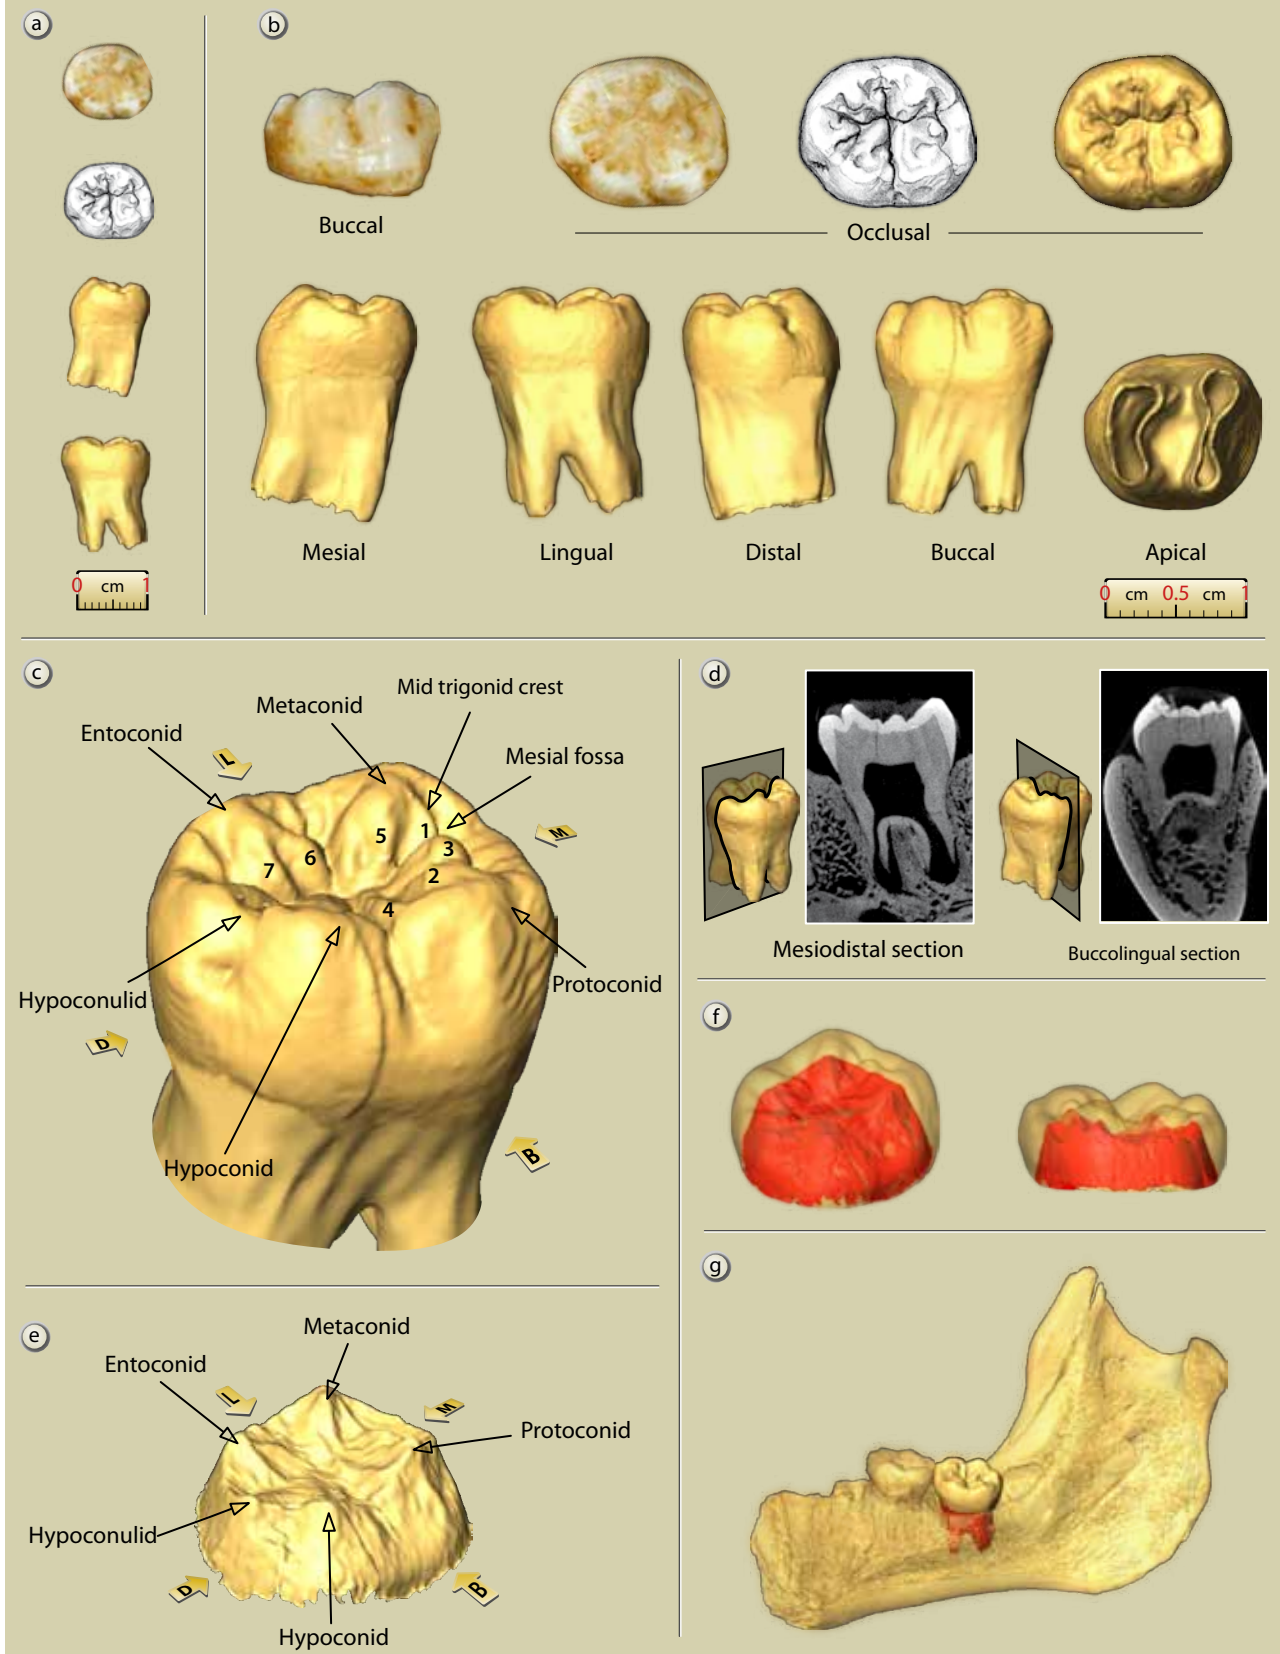 a
b
Buccal
Occlusal
Mesial
Lingual
Distal
Buccal
Apical
0 cm 1
0 cm 0.5 cm 1
c
Mid trigonid crest
Metaconid
Entoconid
Mesial fossa
L
M
1
5
3
6
7
2
4
Hypoconulid
Protoconid
D
B
Hypoconid
d
Mesiodistal section
Buccolingual section
f
g
e
Metaconid
Entoconid
L
M
Protoconid
Hypoconulid
D
B
Hypoconid